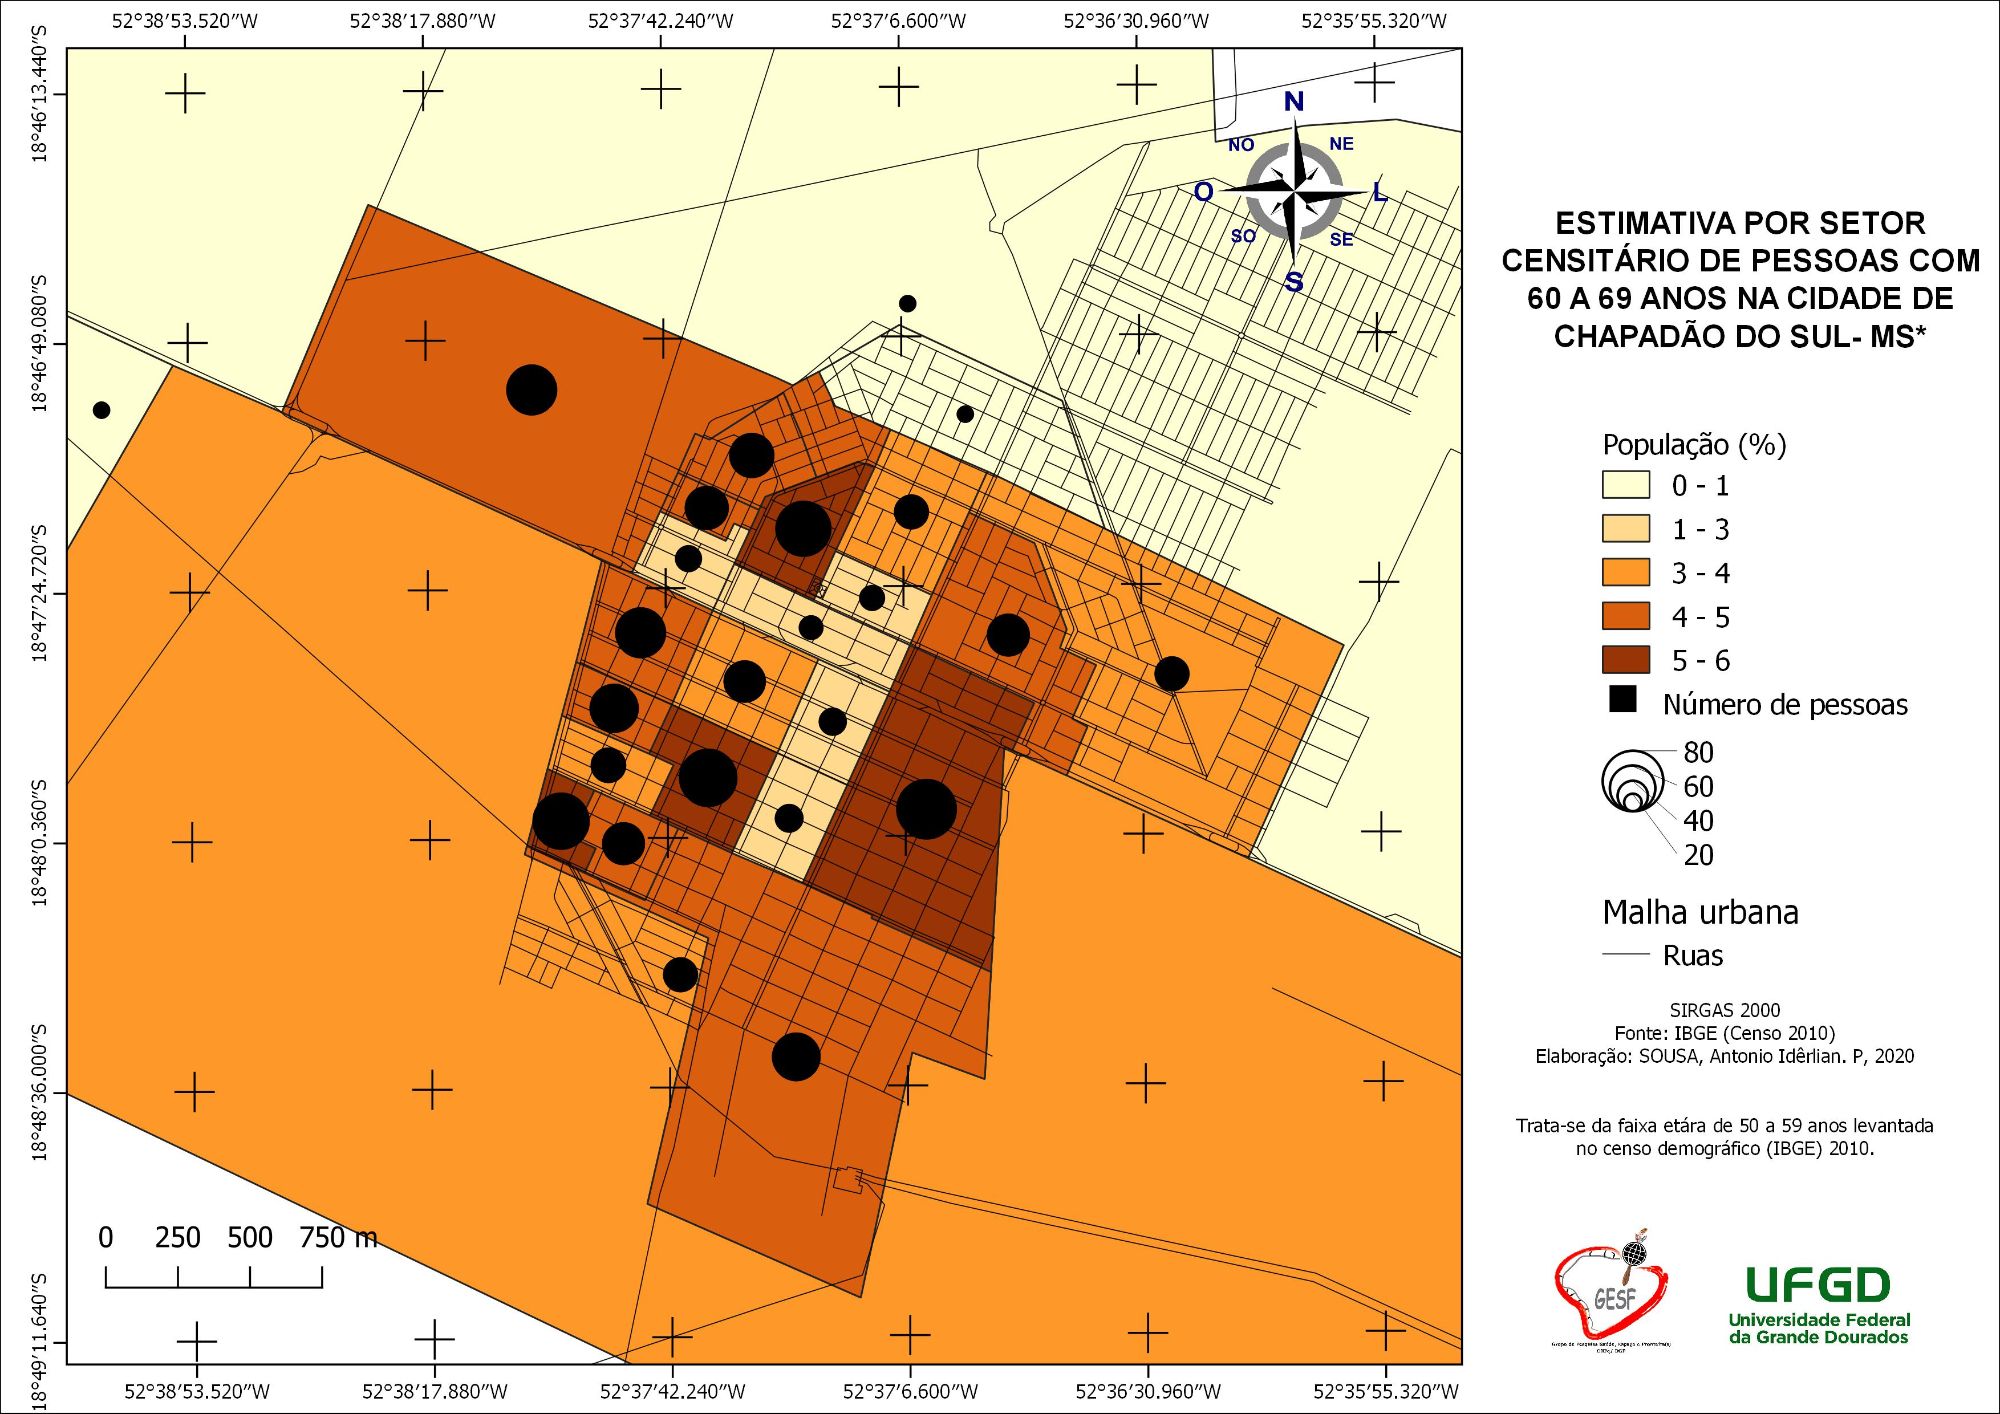 52°38′53.520″W 52°38′17.880″W 52°37′42.240″W 52°37′6.600″W 52°36′30.960″W 52°35′55.320″W
18°46′13.440″S
18°46′49.080″S
18°47′24.720″S
18°48′0.360″S
18°48′36.000″S
18°49′11.640″S
N
NO NE
O L
SO SE
S
0 250 500 750 m
52°38′53.520″W 52°38′17.880″W 52°37′42.240″W 52°37′6.600″W 52°36′30.960″W 52°35′55.320″W
ESTIMATIVA POR SETOR
CENSITÁRIO DE PESSOAS COM
60 A 69 ANOS NA CIDADE DE
CHAPADÃO DO SUL- MS*
População (%)
0 - 1
1 - 3
3 - 4
4 - 5
5 - 6
Número de pessoas
80
60
40
20
Malha urbana
Ruas
SIRGAS 2000
Fonte: IBGE (Censo 2010)
Elaboração: SOUSA, Antonio Idêrlian. P, 2020
Trata-se da faixa etára de 50 a 59 anos levantada
no censo demográfico (IBGE) 2010.
GESF
UFGD
Universidade Federal
da Grande Dourados